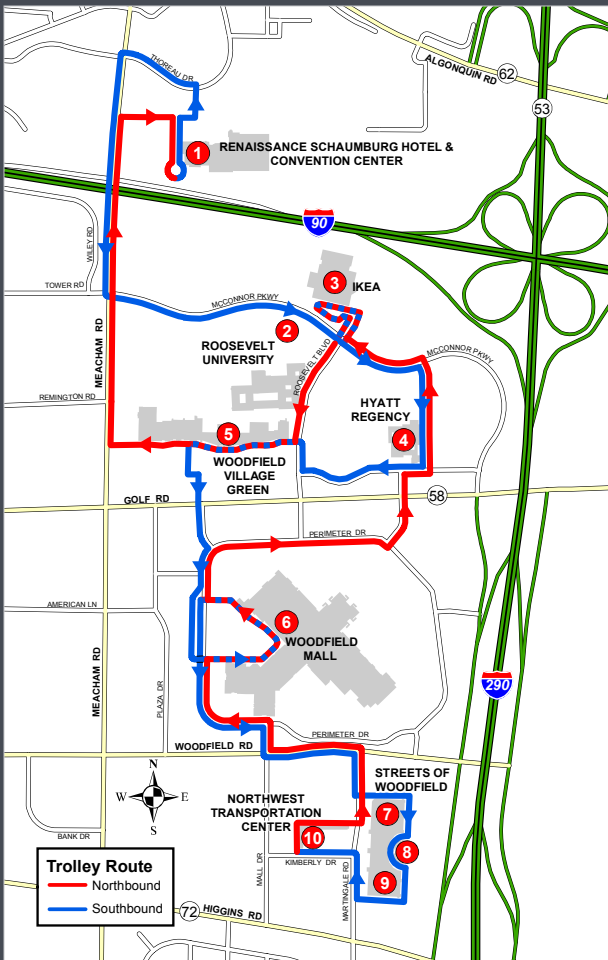 THOREAU DR
ALGONQUIN RD
62
53
1
RENAISSANCE SCHAUMBURG HOTEL &
CONVENTION CENTER
90
WILEY RD
TOWER RD
3
IKEA
MCCONNOR PKWY
2
ROOSEVELT
UNIVERSITY
ROOSEVELT BLVD
MCCONNOR PKWY
MEACHAM RD
REMINGTON RD
HYATT
REGENCY
4
5
WOODFIELD
VILLAGE
GREEN
GOLF RD
58
PERIMETER DR
AMERICAN LN
6
WOODFIELD
MALL
MEACHAM RD
PLAZA DR
290
PERIMETER DR
WOODFIELD RD
N
W
E
S
STREETS OF
WOODFIELD
NORTHWEST
TRANSPORTATION
CENTER
7
10
8
BANK DR
MALL DR
KIMBERLY DR
MARTINGALE RD
9
Trolley Route
Northbound
Southbound
72
HIGGINS RD